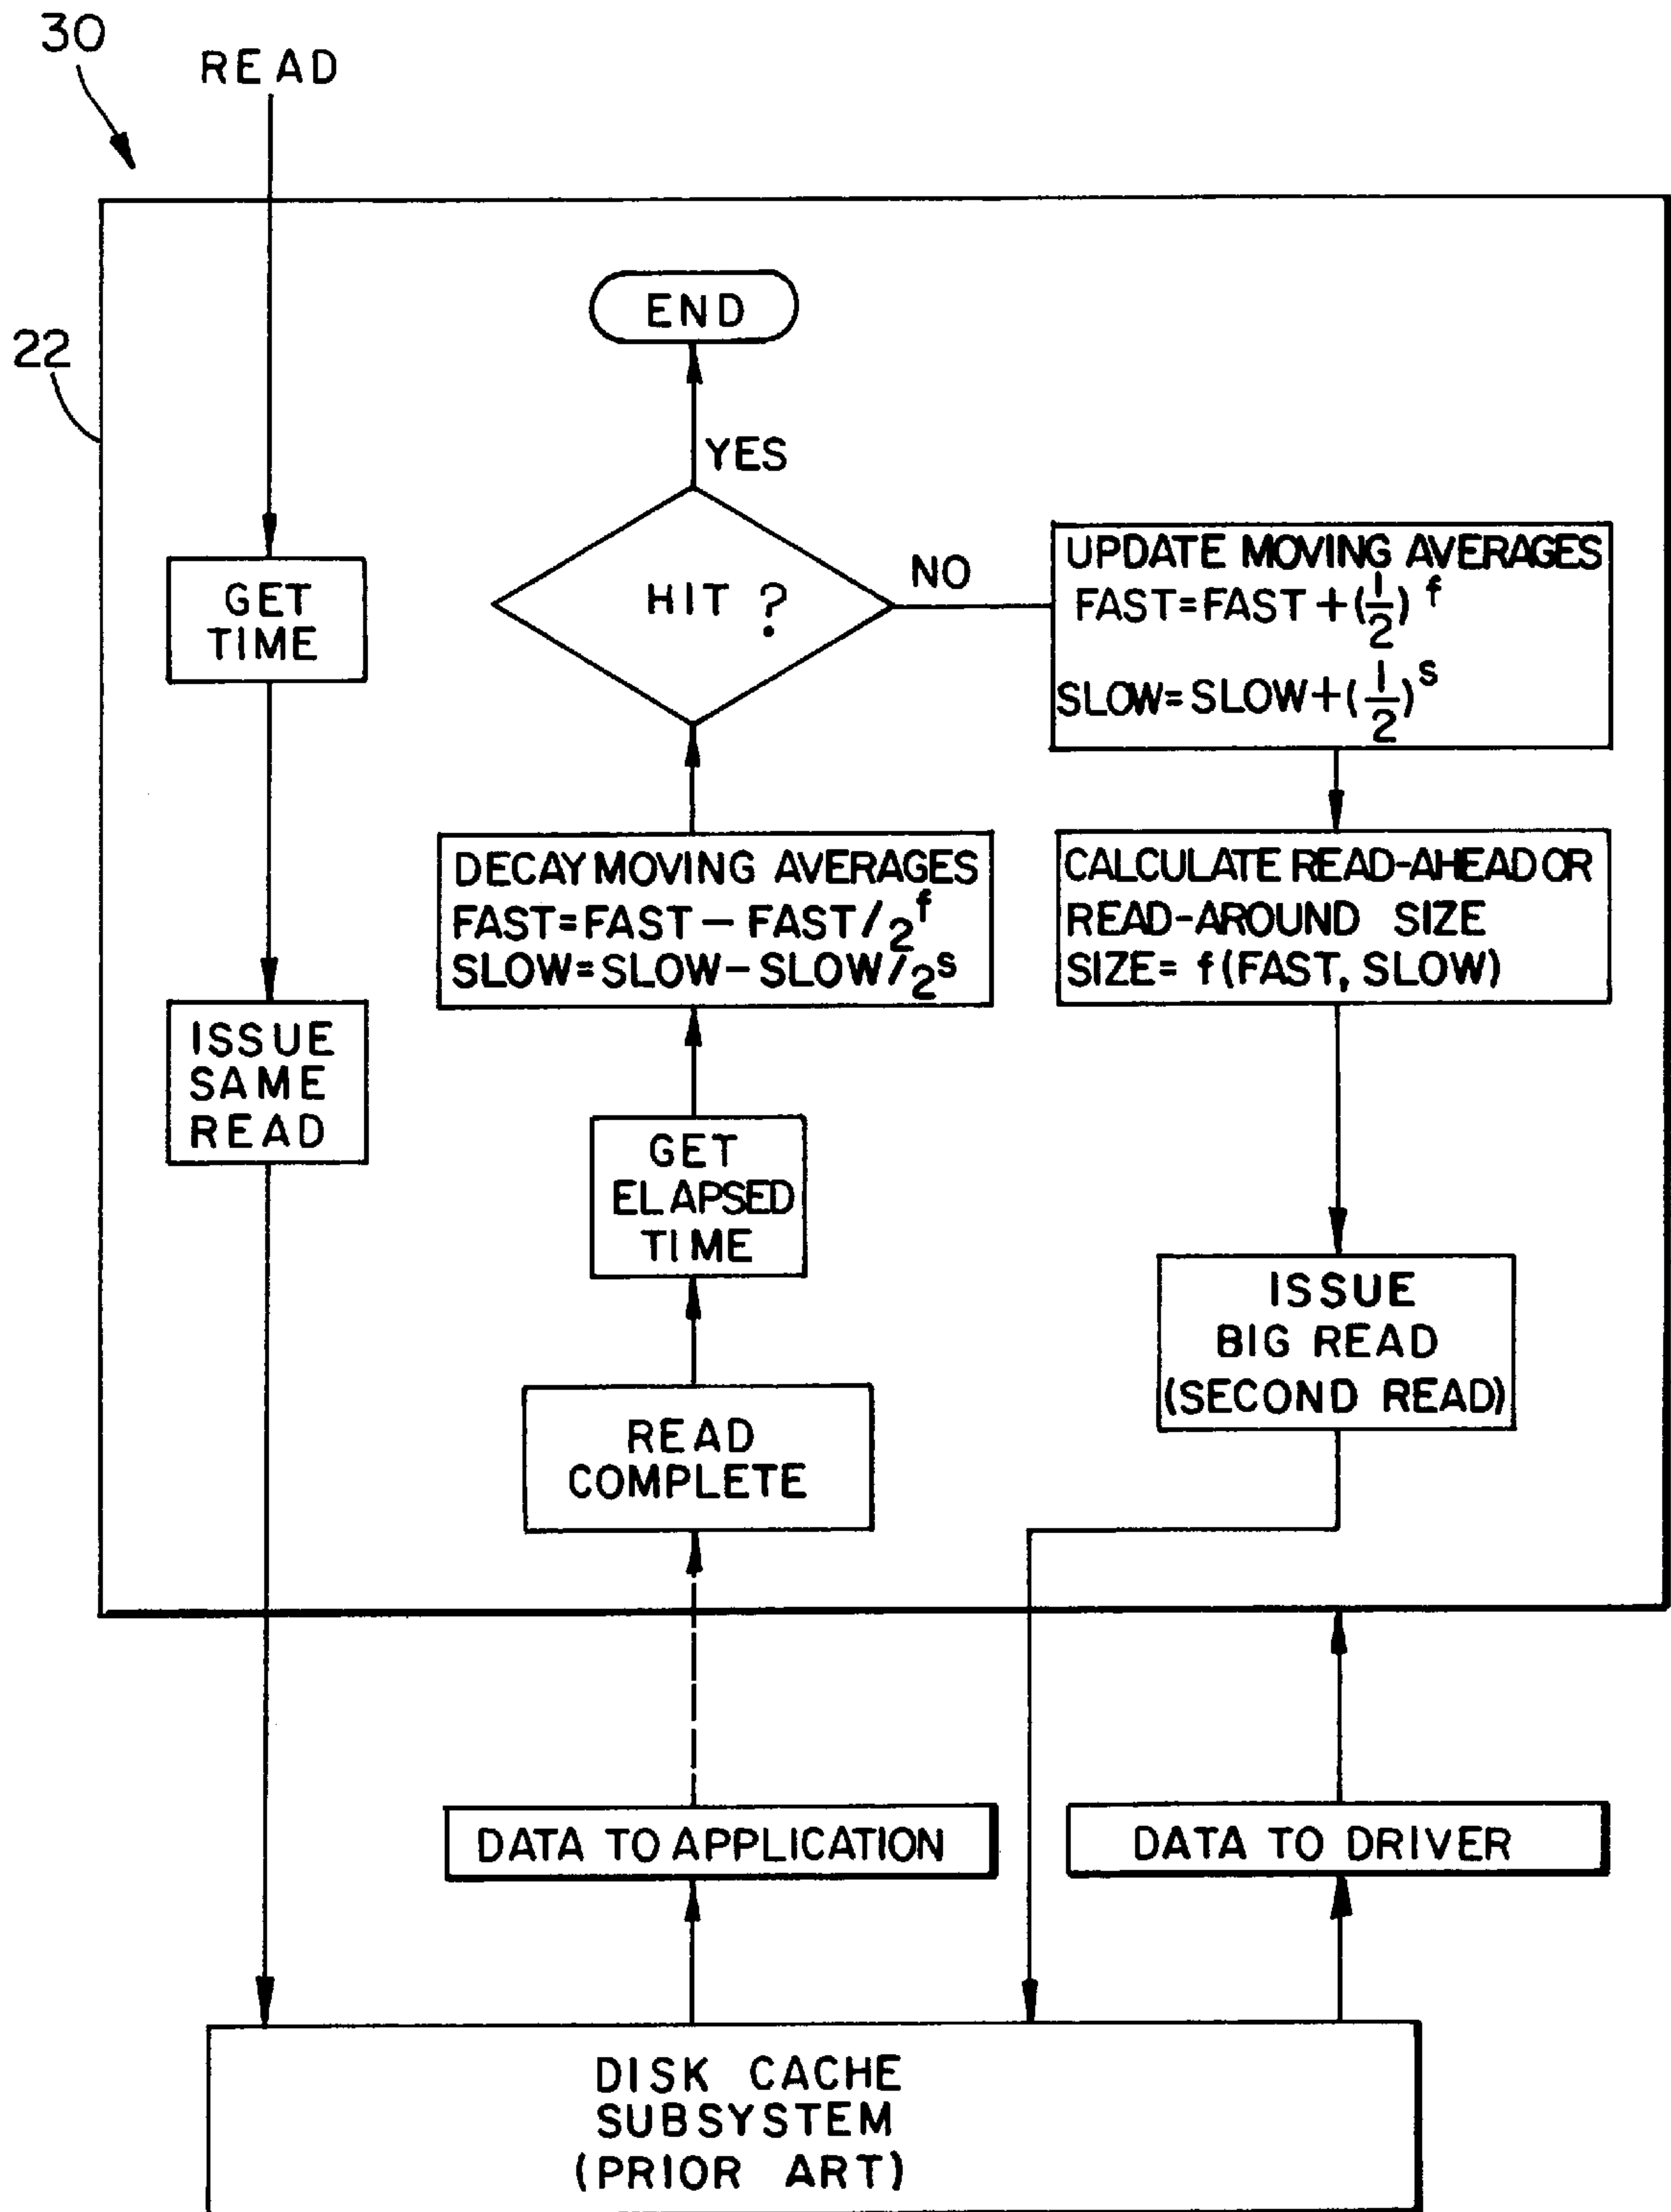 30
READ
22
END
YES
HIT ?
NO
GET
TIME
UPDATE MOVING AVERAGES
FAST=FAST+(1/2)^f
SLOW=SLOW+(1/2)^s
DECAY MOVING AVERAGES
FAST=FAST-FAST/2^f
SLOW=SLOW-SLOW/2^s
CALCULATE READ-AHEAD OR
READ-AROUND SIZE
SIZE= f(FAST, SLOW)
ISSUE
SAME
READ
GET
ELAPSED
TIME
ISSUE
BIG READ
(SECOND READ)
READ
COMPLETE
DATA TO APPLICATION
DATA TO DRIVER
DISK CACHE
SUBSYSTEM
(PRIOR ART)